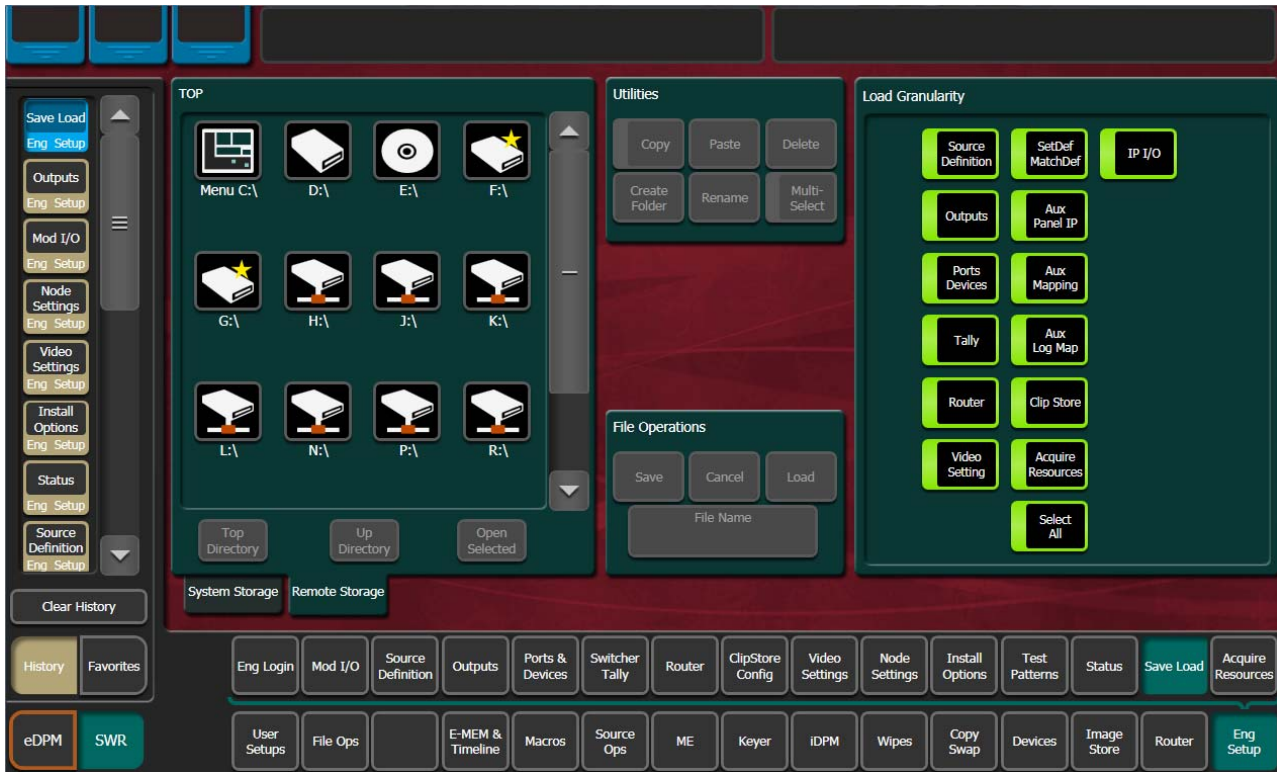 TOP
Utilities
Load Granularity
Save Load
Eng Setup
Outputs
Eng Setup
Mod I/O
Eng Setup
Node
Settings
Eng Setup
Video
Settings
Eng Setup
Install
Options
Eng Setup
Status
Eng Setup
Source
Definition
Eng Setup
Clear History
History Favorites
eDPM SWR
Menu C:\ D:\ E:\ F:\
G:\ H:\ J:\ K:\
L:\ N:\ P:\ R:\
Top
Directory
Up
Directory
Open
Selected
System Storage Remote Storage
Copy Paste Delete
Create
Folder
Rename
Multi-
Select
File Operations
Save Cancel Load
File Name
Source
Definition
SetDef
MatchDef
IP I/O
Outputs
Aux
Panel IP
Ports
Devices
Aux
Mapping
Tally
Aux
Log Map
Router
Clip Store
Video
Setting
Acquire
Resources
Select
All
Eng Login
Mod I/O
Source
Definition
Outputs
Ports &
Devices
Switcher
Tally
Router
ClipStore
Config
Video
Settings
Node
Settings
Install
Options
Test
Patterns
Status
Save Load
Acquire
Resources
User
Setups
File Ops
E-MEM &
Timeline
Macros
Source
Ops
ME
Keyer
iDPM
Wipes
Copy
Swap
Devices
Image
Store
Router
Eng
Setup